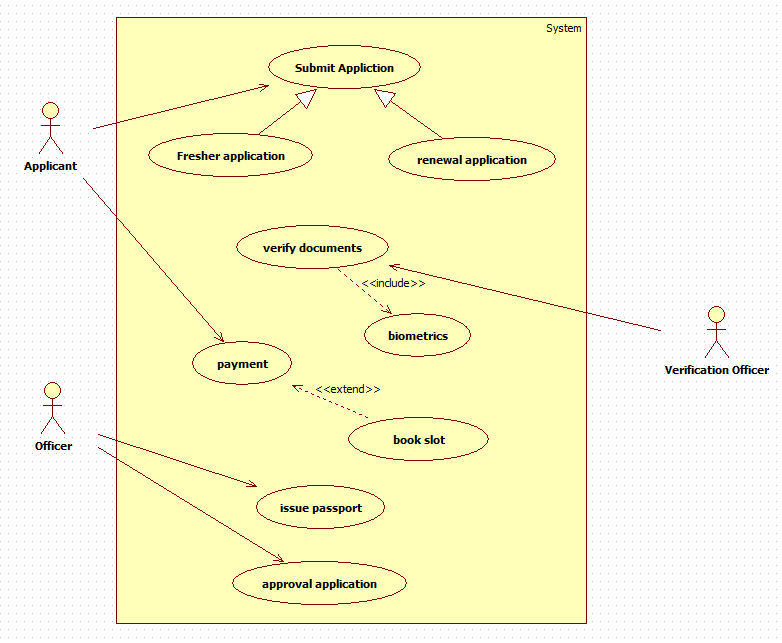 System
Submit Appliction
Fresher application
renewal application
Applicant
verify documents
<<include>>
biometrics
payment
Verification Officer
<<extend>>
book slot
Officer
issue passport
approval application